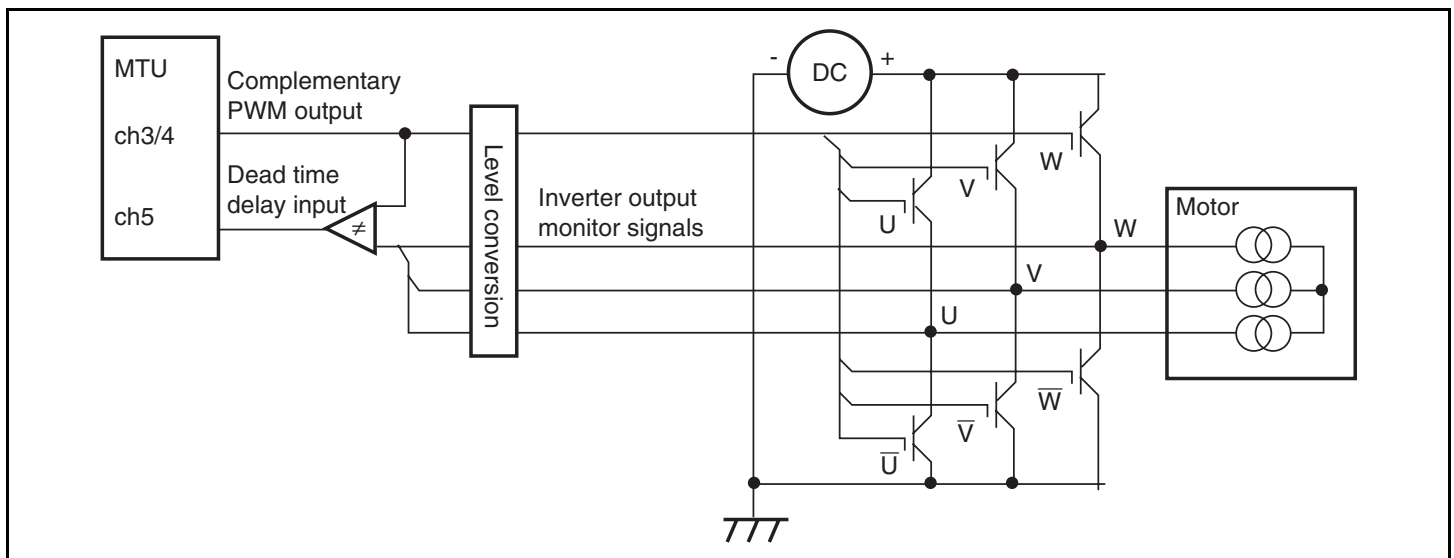 MTU
ch3/4
ch5
Complementary
PWM output
Dead time
delay input
≠
Level conversion
Inverter output
monitor signals
- DC +
W
V
U
W
V
U
W̅
V̅
U̅
Motor